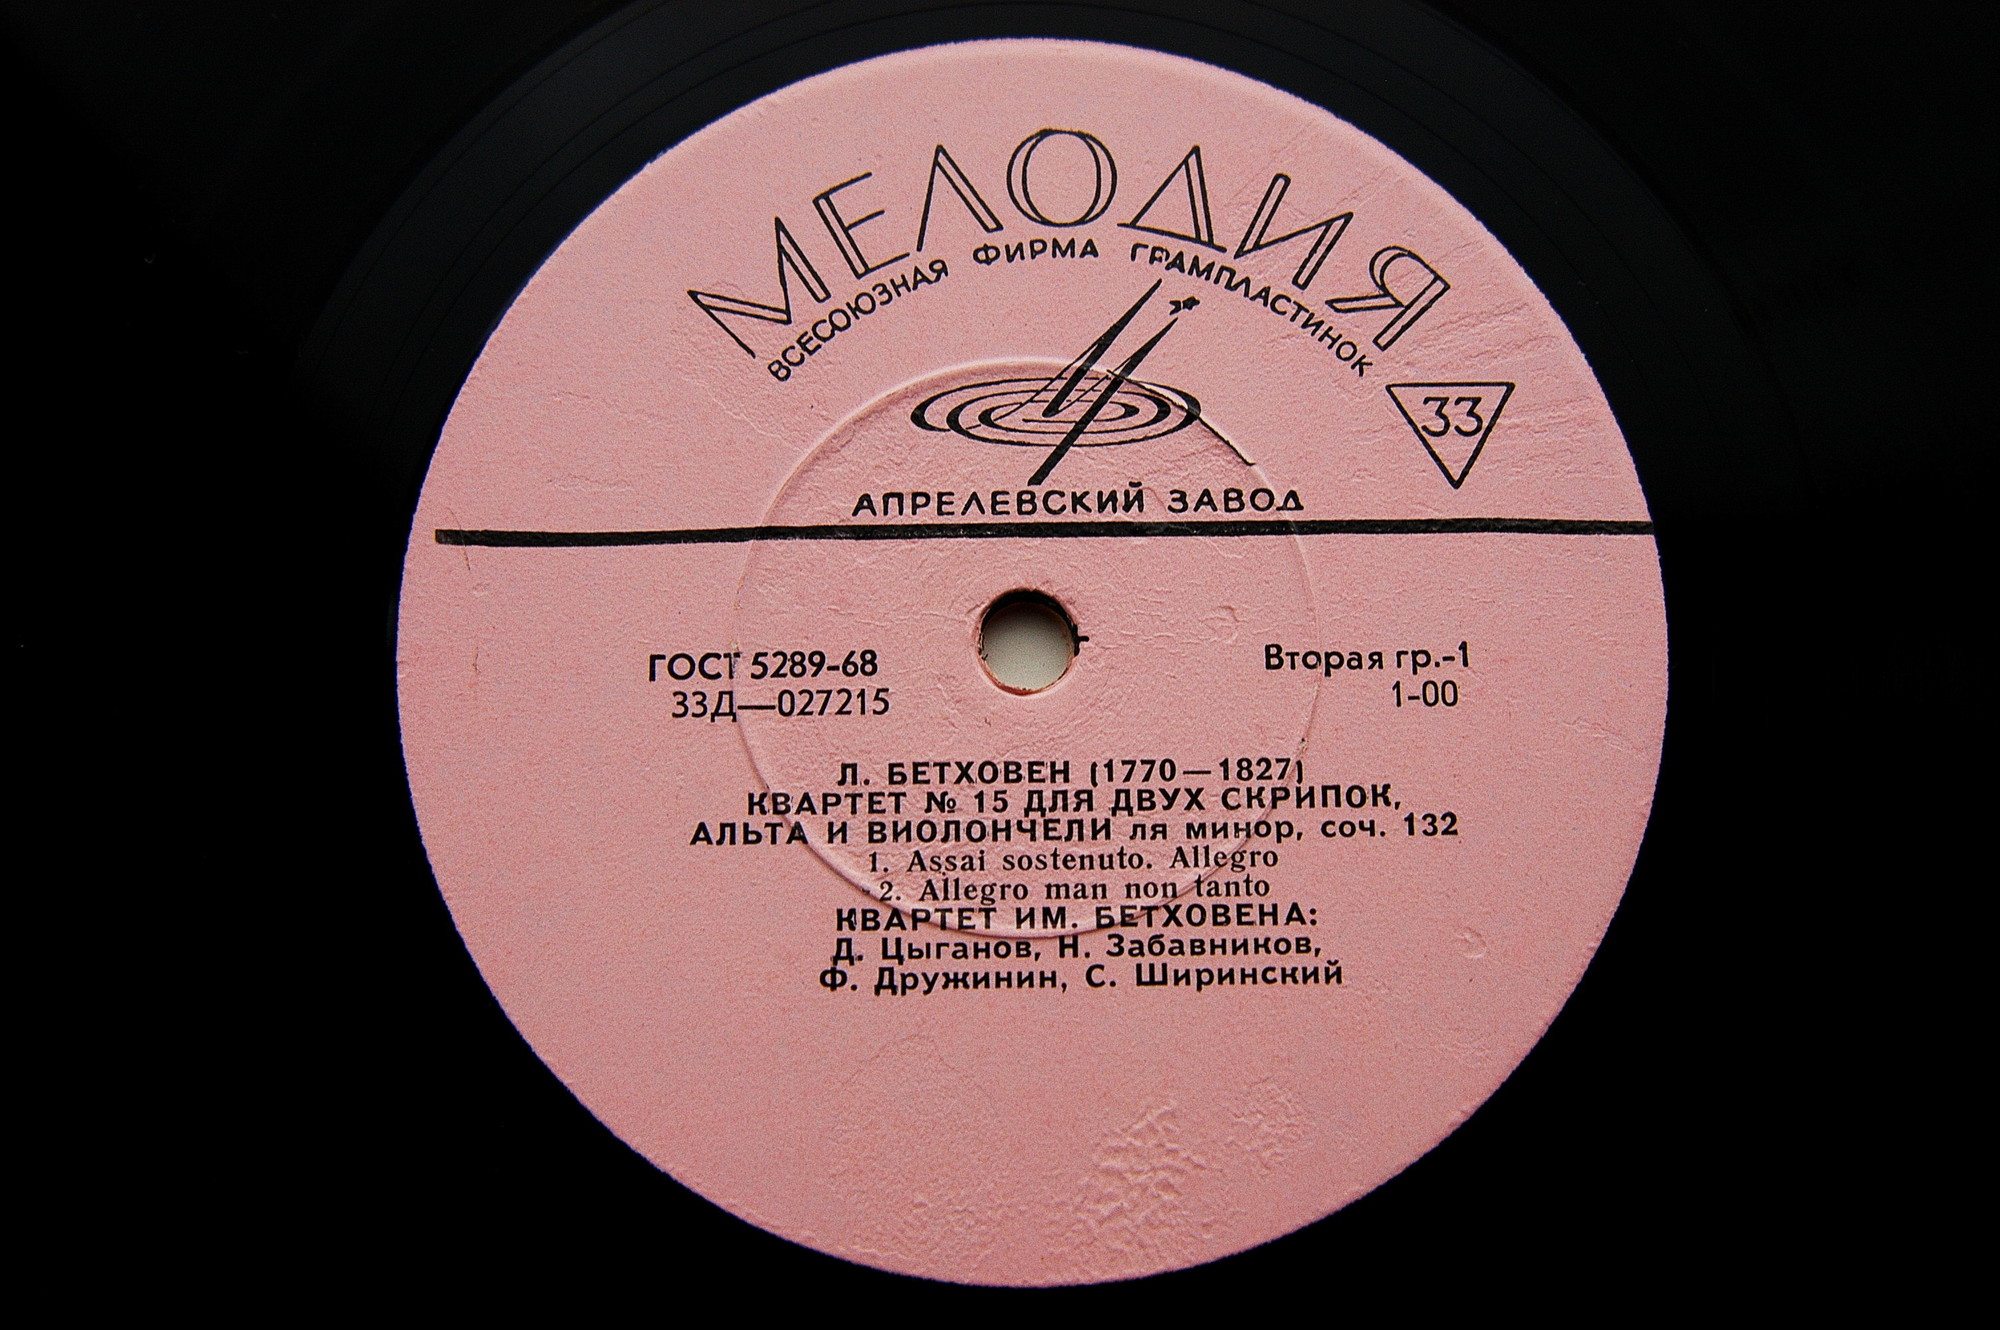 МЕЛОДИЯ
ВСЕСОЮЗНАЯ ФИРМА ГРАМПЛАСТИНОК
33
АПРЕЛЕВСКИЙ ЗАВОД
ГОСТ 5289-68
Вторая гр.-1
33Д—027215
1-00
Л. БЕТХОВЕН (1770—1827)
КВАРТЕТ № 15 ДЛЯ ДВУХ СКРИПОК,
АЛЬТА И ВИОЛОНЧЕЛИ ля минор, соч. 132
1. Assai sostenuto. Allegro
2. Allegro man non tanto
КВАРТЕТ ИМ. БЕТХОВЕНА:
Д. Цыганов, Н. Забавников,
Ф. Дружинин, С. Ширинский